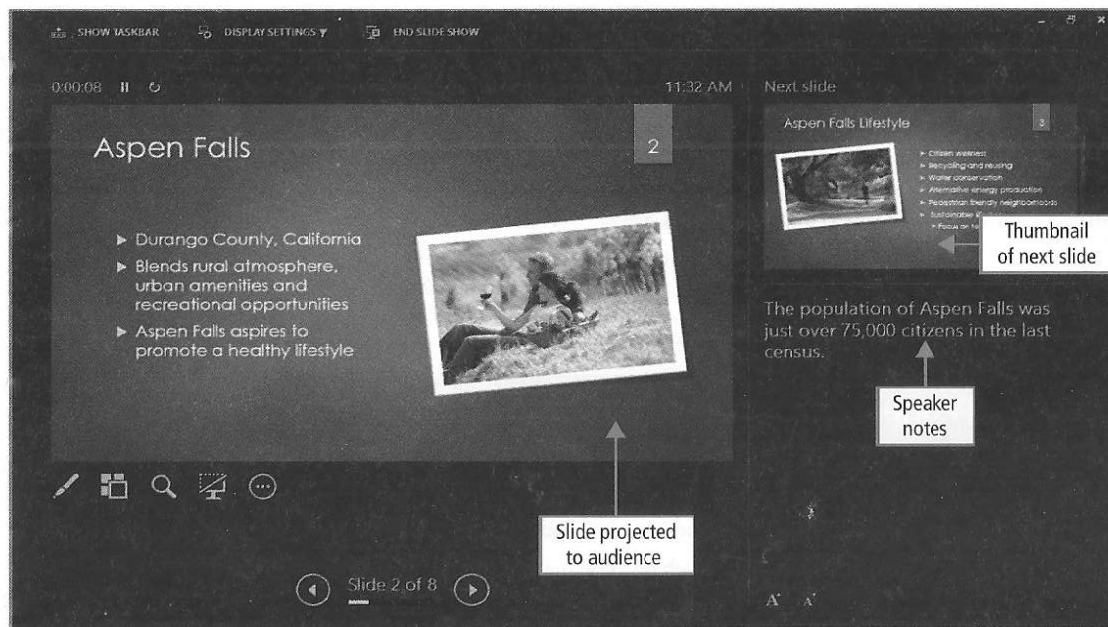 SHOW TASKBAR DISPLAY SETTINGS ▼ END SLIDE SHOW
0:00:08 11:32 AM Next slide
Aspen Falls
2
▶ Durango County, California
▶ Blends rural atmosphere,
urban amenities and
recreational opportunities
▶ Aspen Falls aspires to
promote a healthy lifestyle
Aspen Falls Lifestyle
3
▶ Citizen wellness
▶ Recycling and reusing
▶ Water conservation
▶ Alternative energy production
▶ Pedestrian friendly neighborhoods
▶ Sustainable
▶ Focus on
Thumbnail
of next slide
The population of Aspen Falls was
just over 75,000 citizens in the last
census.
Speaker
notes
Slide projected
to audience
Slide 2 of 8
A A